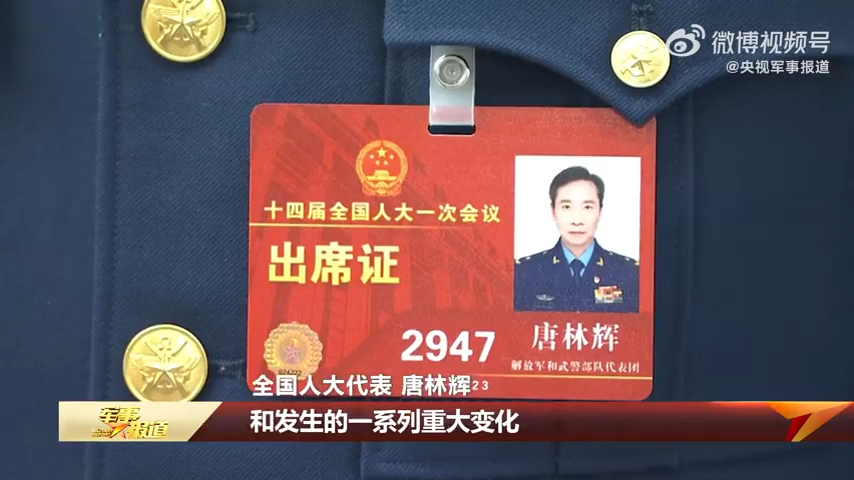 微博视频号
@央视军事报道
十四届全国人大一次会议
出席证
2947
唐林辉
解放军和武警部队代表团
全国人大代表 唐林辉
军事报道
和发生的一系列重大变化